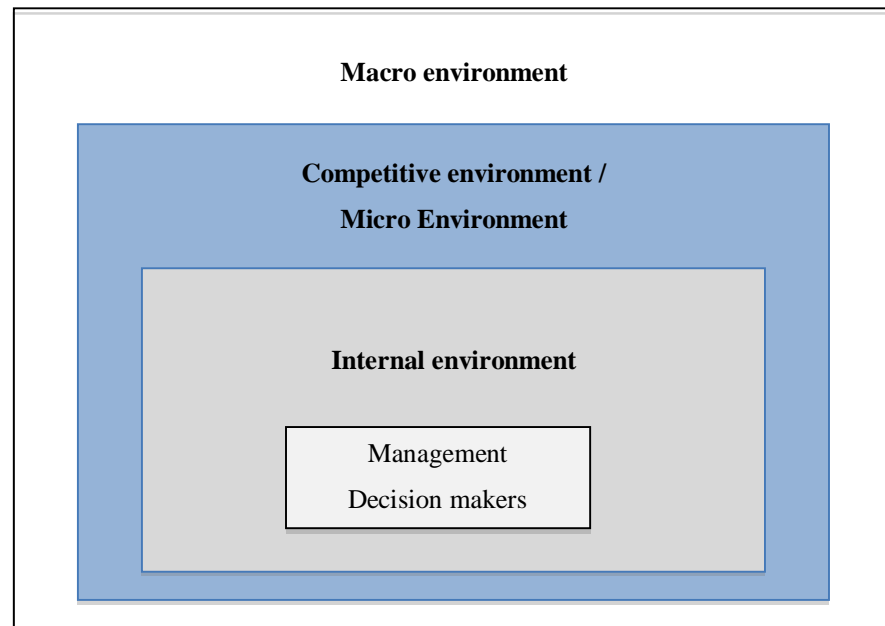 Macro environment
Competitive environment /
Micro Environment
Internal environment
Management
Decision makers